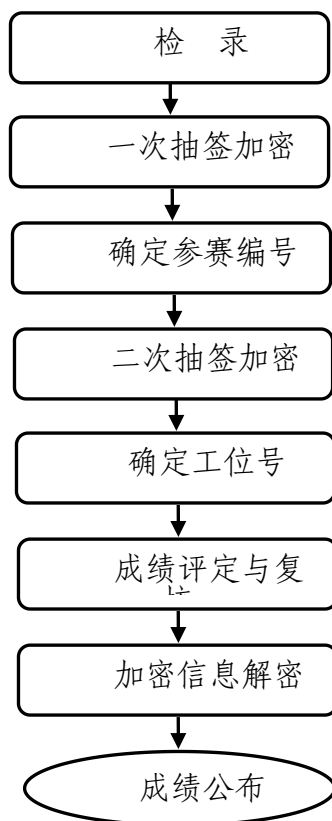 检 录
一次抽签加密
确定参赛编号
二次抽签加密
确定工位号
成绩评定与复
加密信息解密
成绩公布